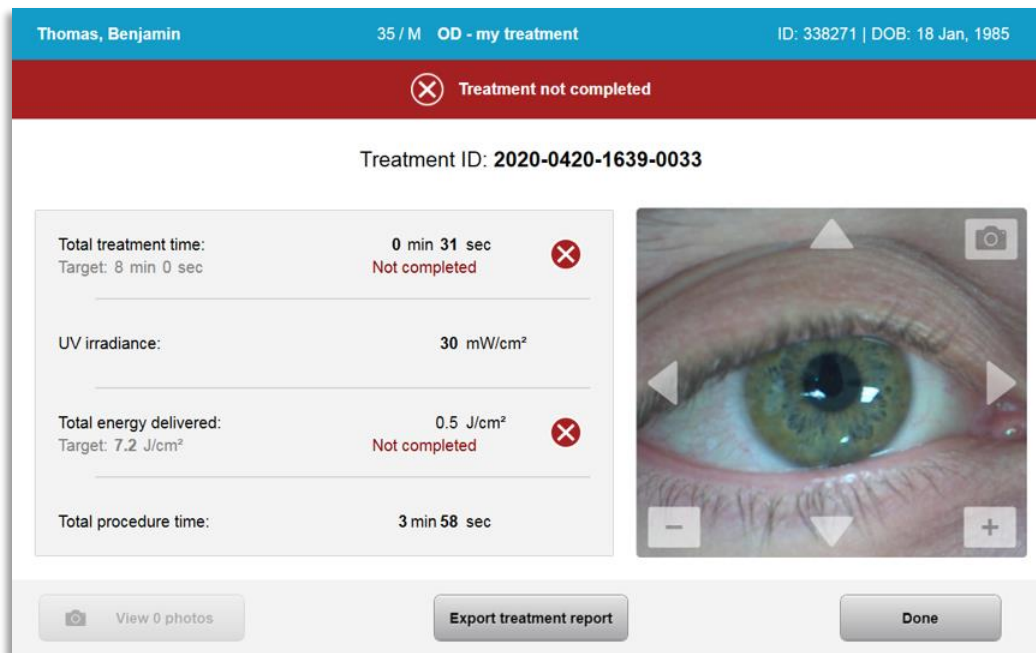 Thomas, Benjamin 35 / M OD - my treatment ID: 338271 | DOB: 18 Jan, 1985
Treatment not completed
Treatment ID: 2020-0420-1639-0033
Total treatment time: 0 min 31 sec
Target: 8 min 0 sec Not completed
UV irradiance: 30 mW/cm²
Total energy delivered: 0.5 J/cm²
Target: 7.2 J/cm² Not completed
Total procedure time: 3 min 58 sec
View 0 photos Export treatment report Done